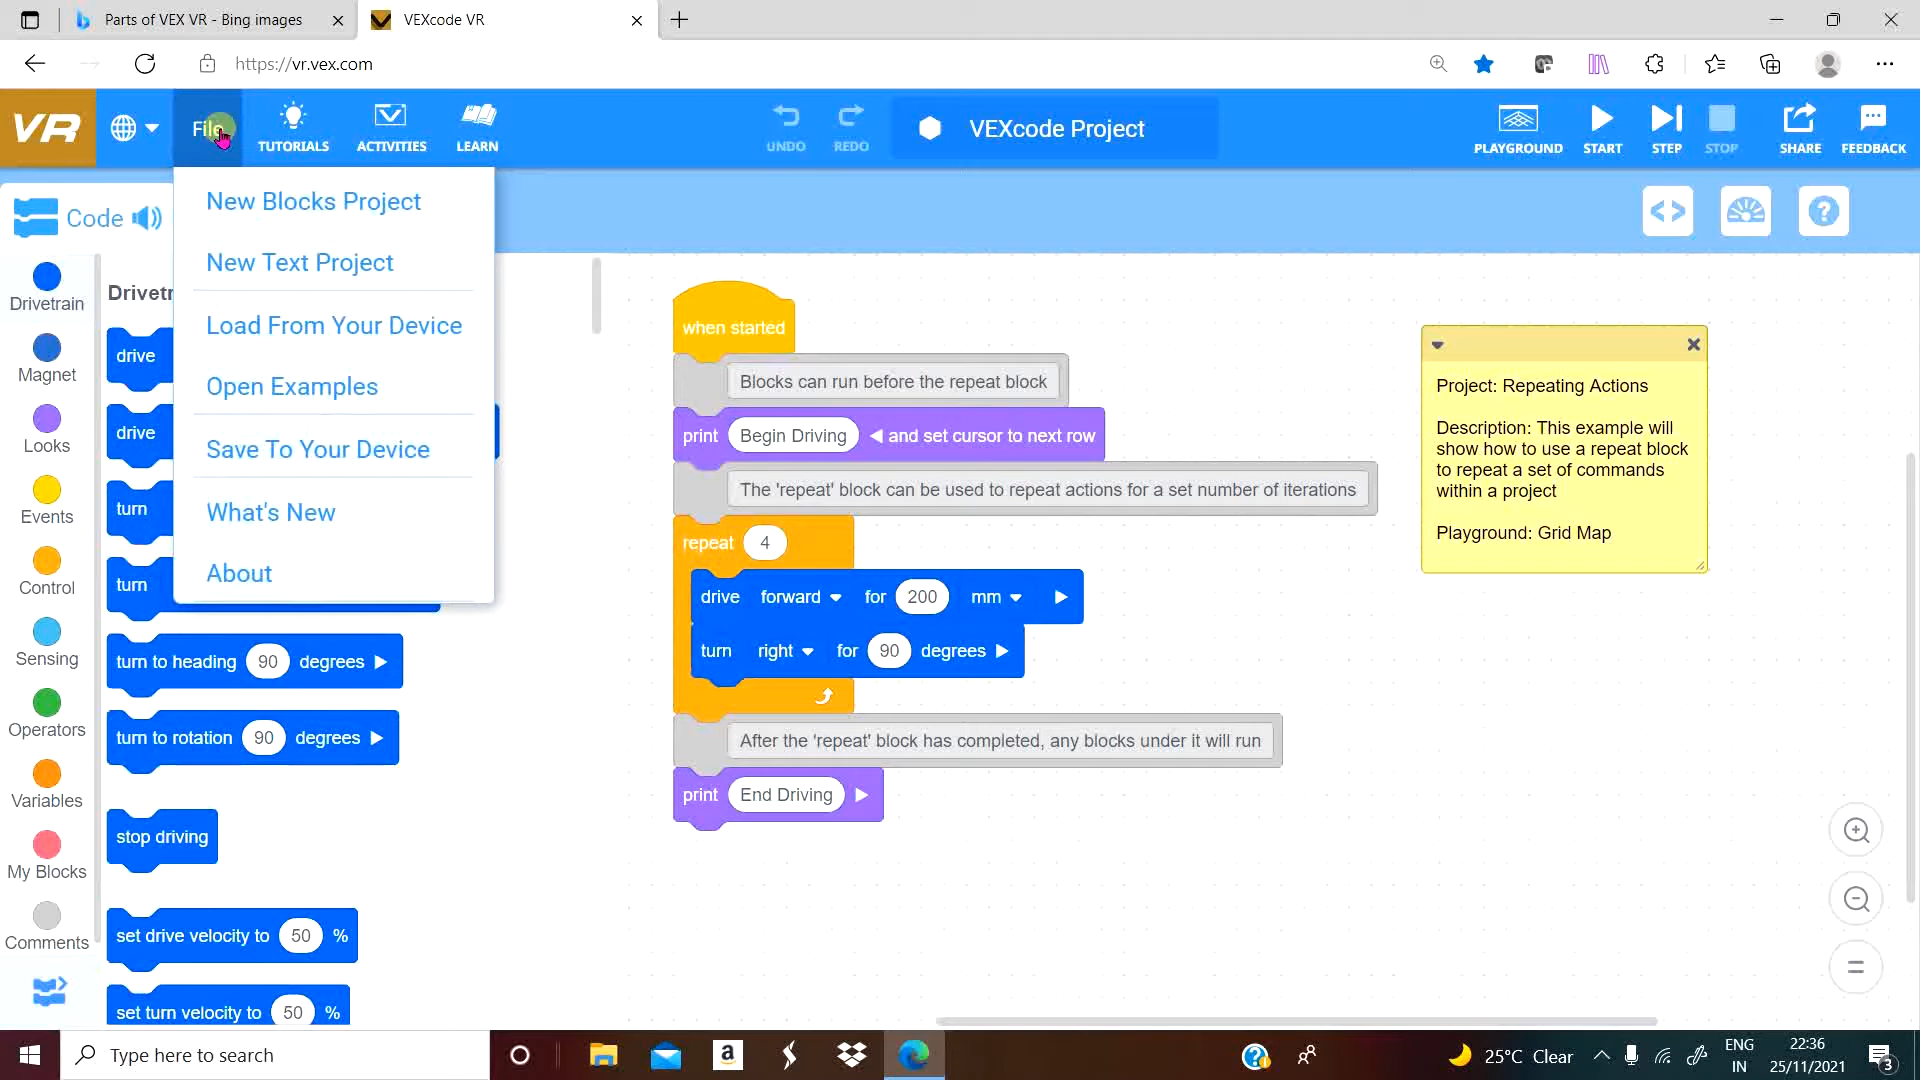 Parts of VEX VR - Bing images
VEXcode VR
https://vr.vex.com
VR
File
TUTORIALS
ACTIVITIES
LEARN
UNDO
REDO
VEXcode Project
PLAYGROUND
START
STEP
STOP
SHARE
FEEDBACK
Code
New Blocks Project
New Text Project
Load From Your Device
Open Examples
Save To Your Device
What's New
About
Drivetrain
Magnet
Looks
Events
Control
Sensing
Operators
Variables
My Blocks
Comments
drive
drive
turn
turn
turn to heading 90 degrees
turn to rotation 90 degrees
stop driving
set drive velocity to 50 %
set turn velocity to 50 %
when started
Blocks can run before the repeat block
print Begin Driving and set cursor to next row
The 'repeat' block can be used to repeat actions for a set number of iterations
repeat 4
drive forward for 200 mm
turn right for 90 degrees
After the 'repeat' block has completed, any blocks under it will run
print End Driving
Project: Repeating Actions
Description: This example will
show how to use a repeat block
to repeat a set of commands
within a project
Playground: Grid Map
Type here to search
25°C Clear
ENG
IN
22:36
25/11/2021
3